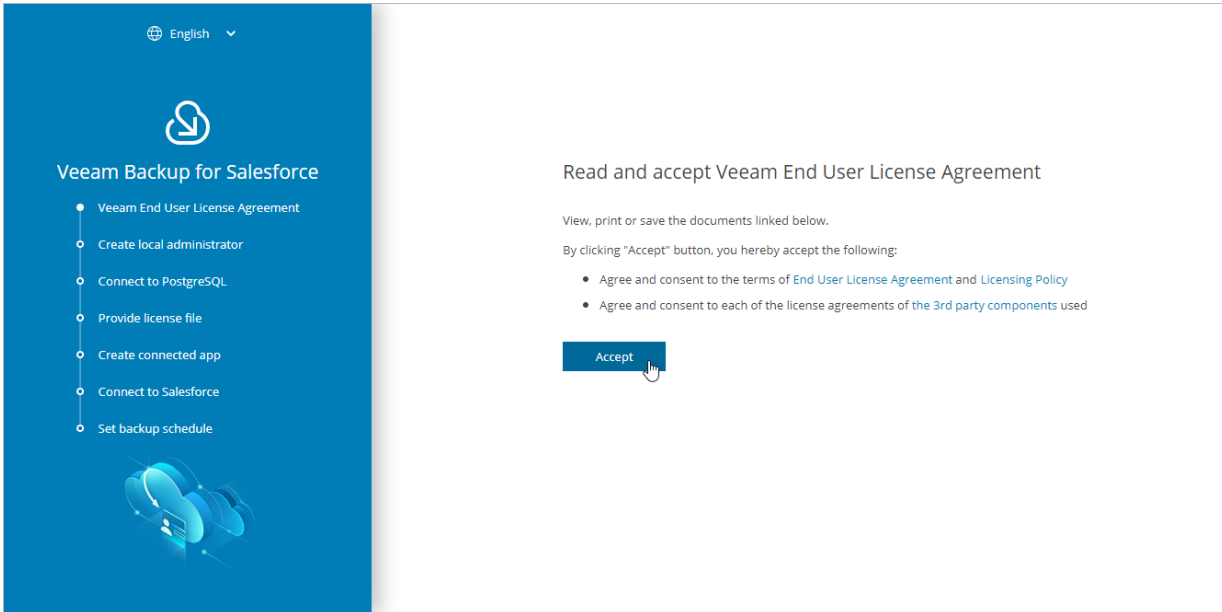 English
Veeam Backup for Salesforce
Veeam End User License Agreement
Create local administrator
Connect to PostgreSQL
Provide license file
Create connected app
Connect to Salesforce
Set backup schedule
Read and accept Veeam End User License Agreement
View, print or save the documents linked below.
By clicking "Accept" button, you hereby accept the following:
Agree and consent to the terms of End User License Agreement and Licensing Policy
Agree and consent to each of the license agreements of the 3rd party components used
Accept